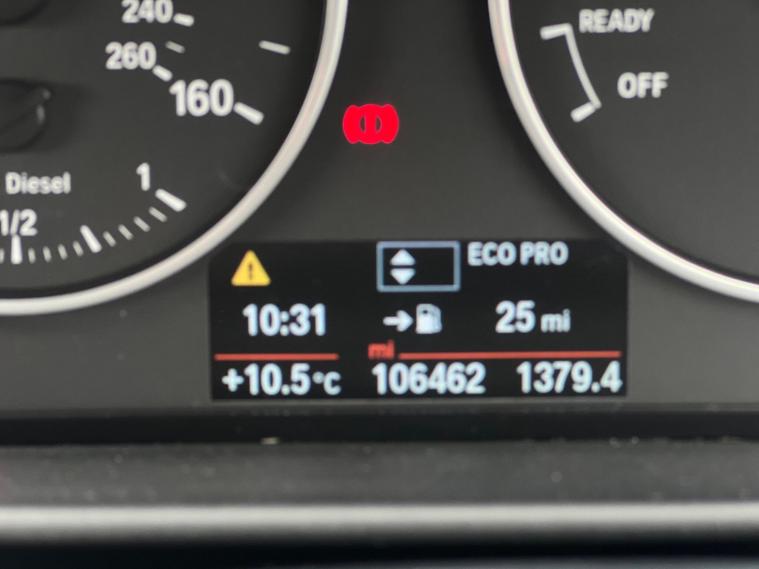 240
READY
260
OFF
160
Diesel
1
1/2
ECO PRO
10:31
25 mi
mi
+10.5°C
106462
1379.4